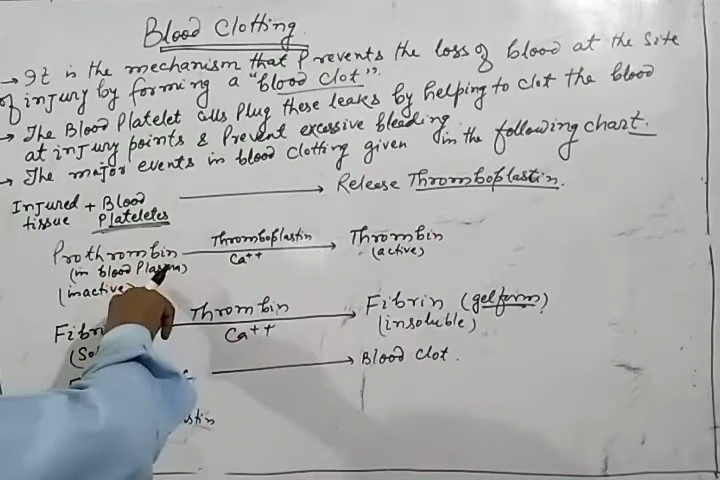 Blood Clotting
→ It is the mechanism that Prevents the loss of blood at the site
of injury by forming a "blood clot".
→ The Blood Platelet cells Plug these leaks by helping to clot the blood
at injury points & Prevent excessive bleeding.
→ The major events in blood clotting given in the following chart.
Injured + Blood → Release Thromboplastin.
tissue Plateletes
Prothrombin Thromboplastin → Thrombin
(in blood Plasma) Ca++ (active)
(inactive
Thrombin → Fibrin (gel form)
Ca++ (insoluble)
→ Blood Clot.